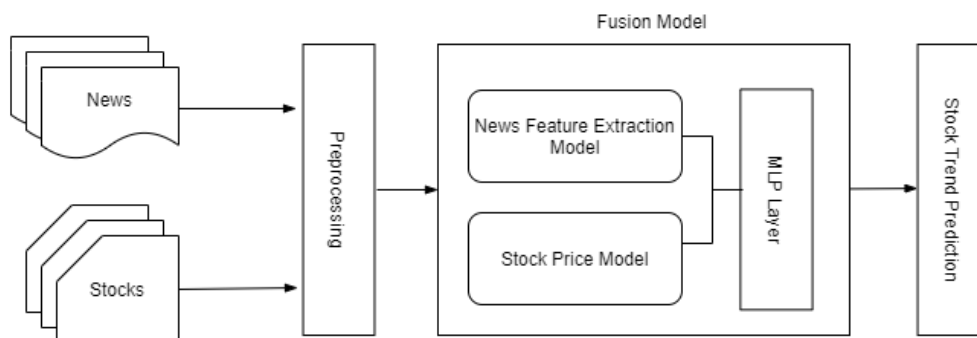 Fusion Model
News
Stocks
Preprocessing
News Feature Extraction
Model
Stock Price Model
MLP Layer
Stock Trend Prediction